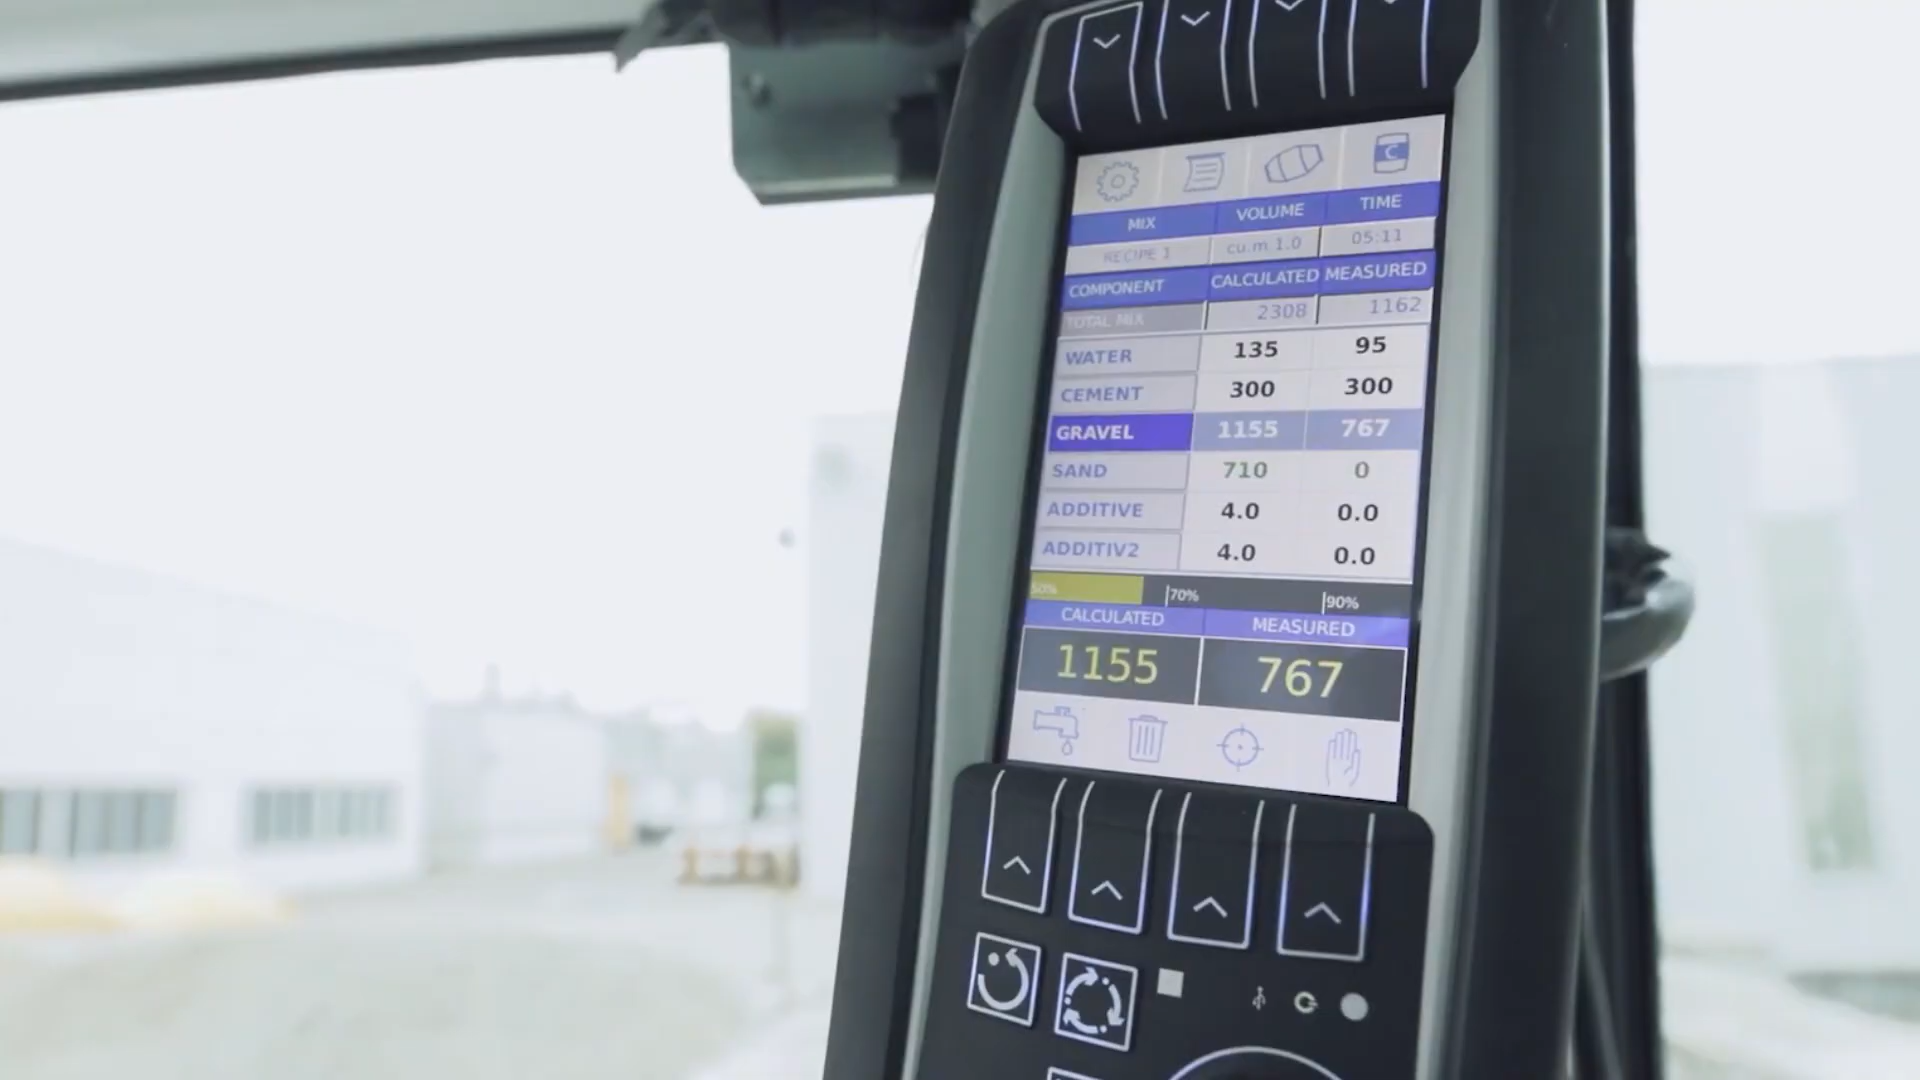 C
MIX VOLUME TIME
RECIPE 1 cu.m 1.0 05:11
COMPONENT CALCULATED MEASURED
TOTAL MIX 2308 1162
WATER 135 95
CEMENT 300 300
GRAVEL 1155 767
SAND 710 0
ADDITIVE 4.0 0.0
ADDITIV2 4.0 0.0
50% 70% 90%
CALCULATED MEASURED
1155 767